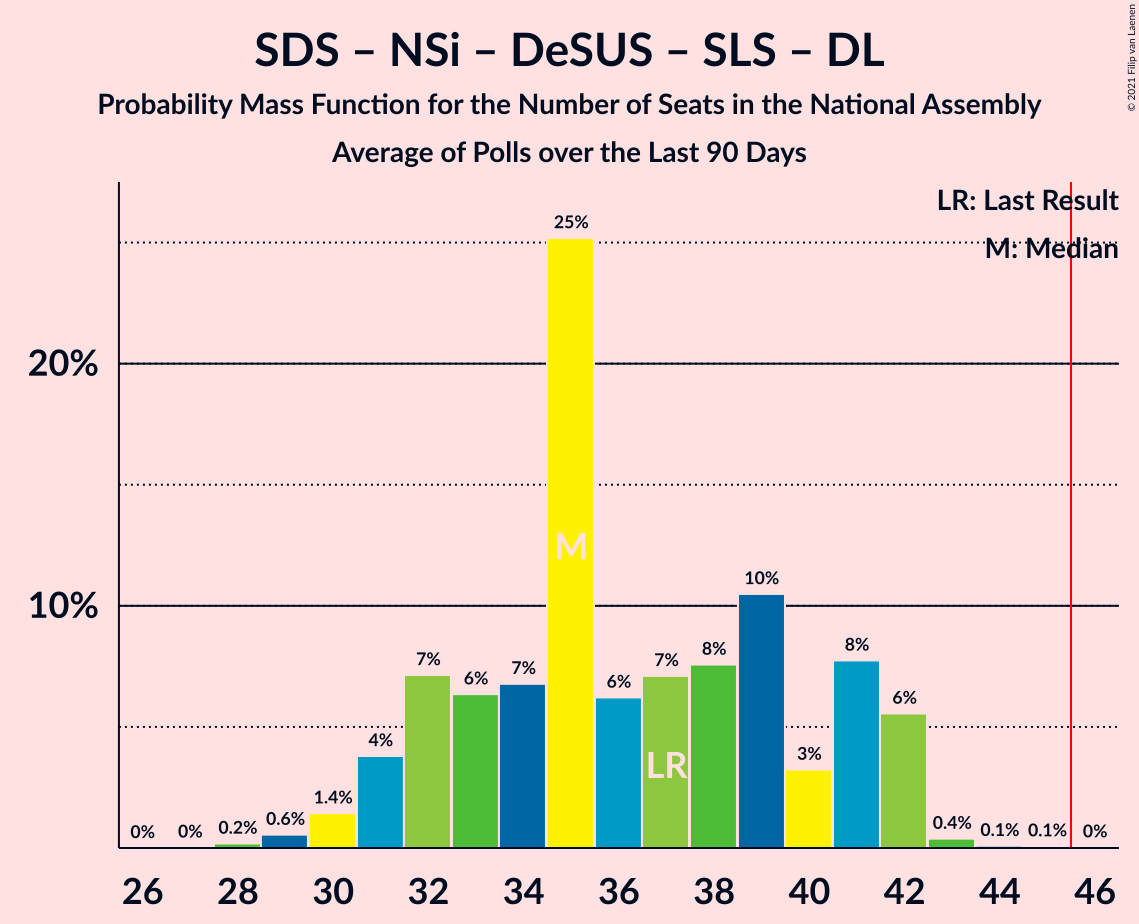 SDS – NSi – DeSUS – SLS – DL
Probability Mass Function for the Number of Seats in the National Assembly
Average of Polls over the Last 90 Days
© 2021 Filip van Laenen
LR: Last Result
M: Median
25%
20%
M
10%
10%
8%
8%
7%
7%
7%
6%
6%
6%
4%
LR
3%
1.4%
0% 0% 0.2% 0.6% 0.4% 0.1% 0.1% 0%
26 28 30 32 34 36 38 40 42 44 46